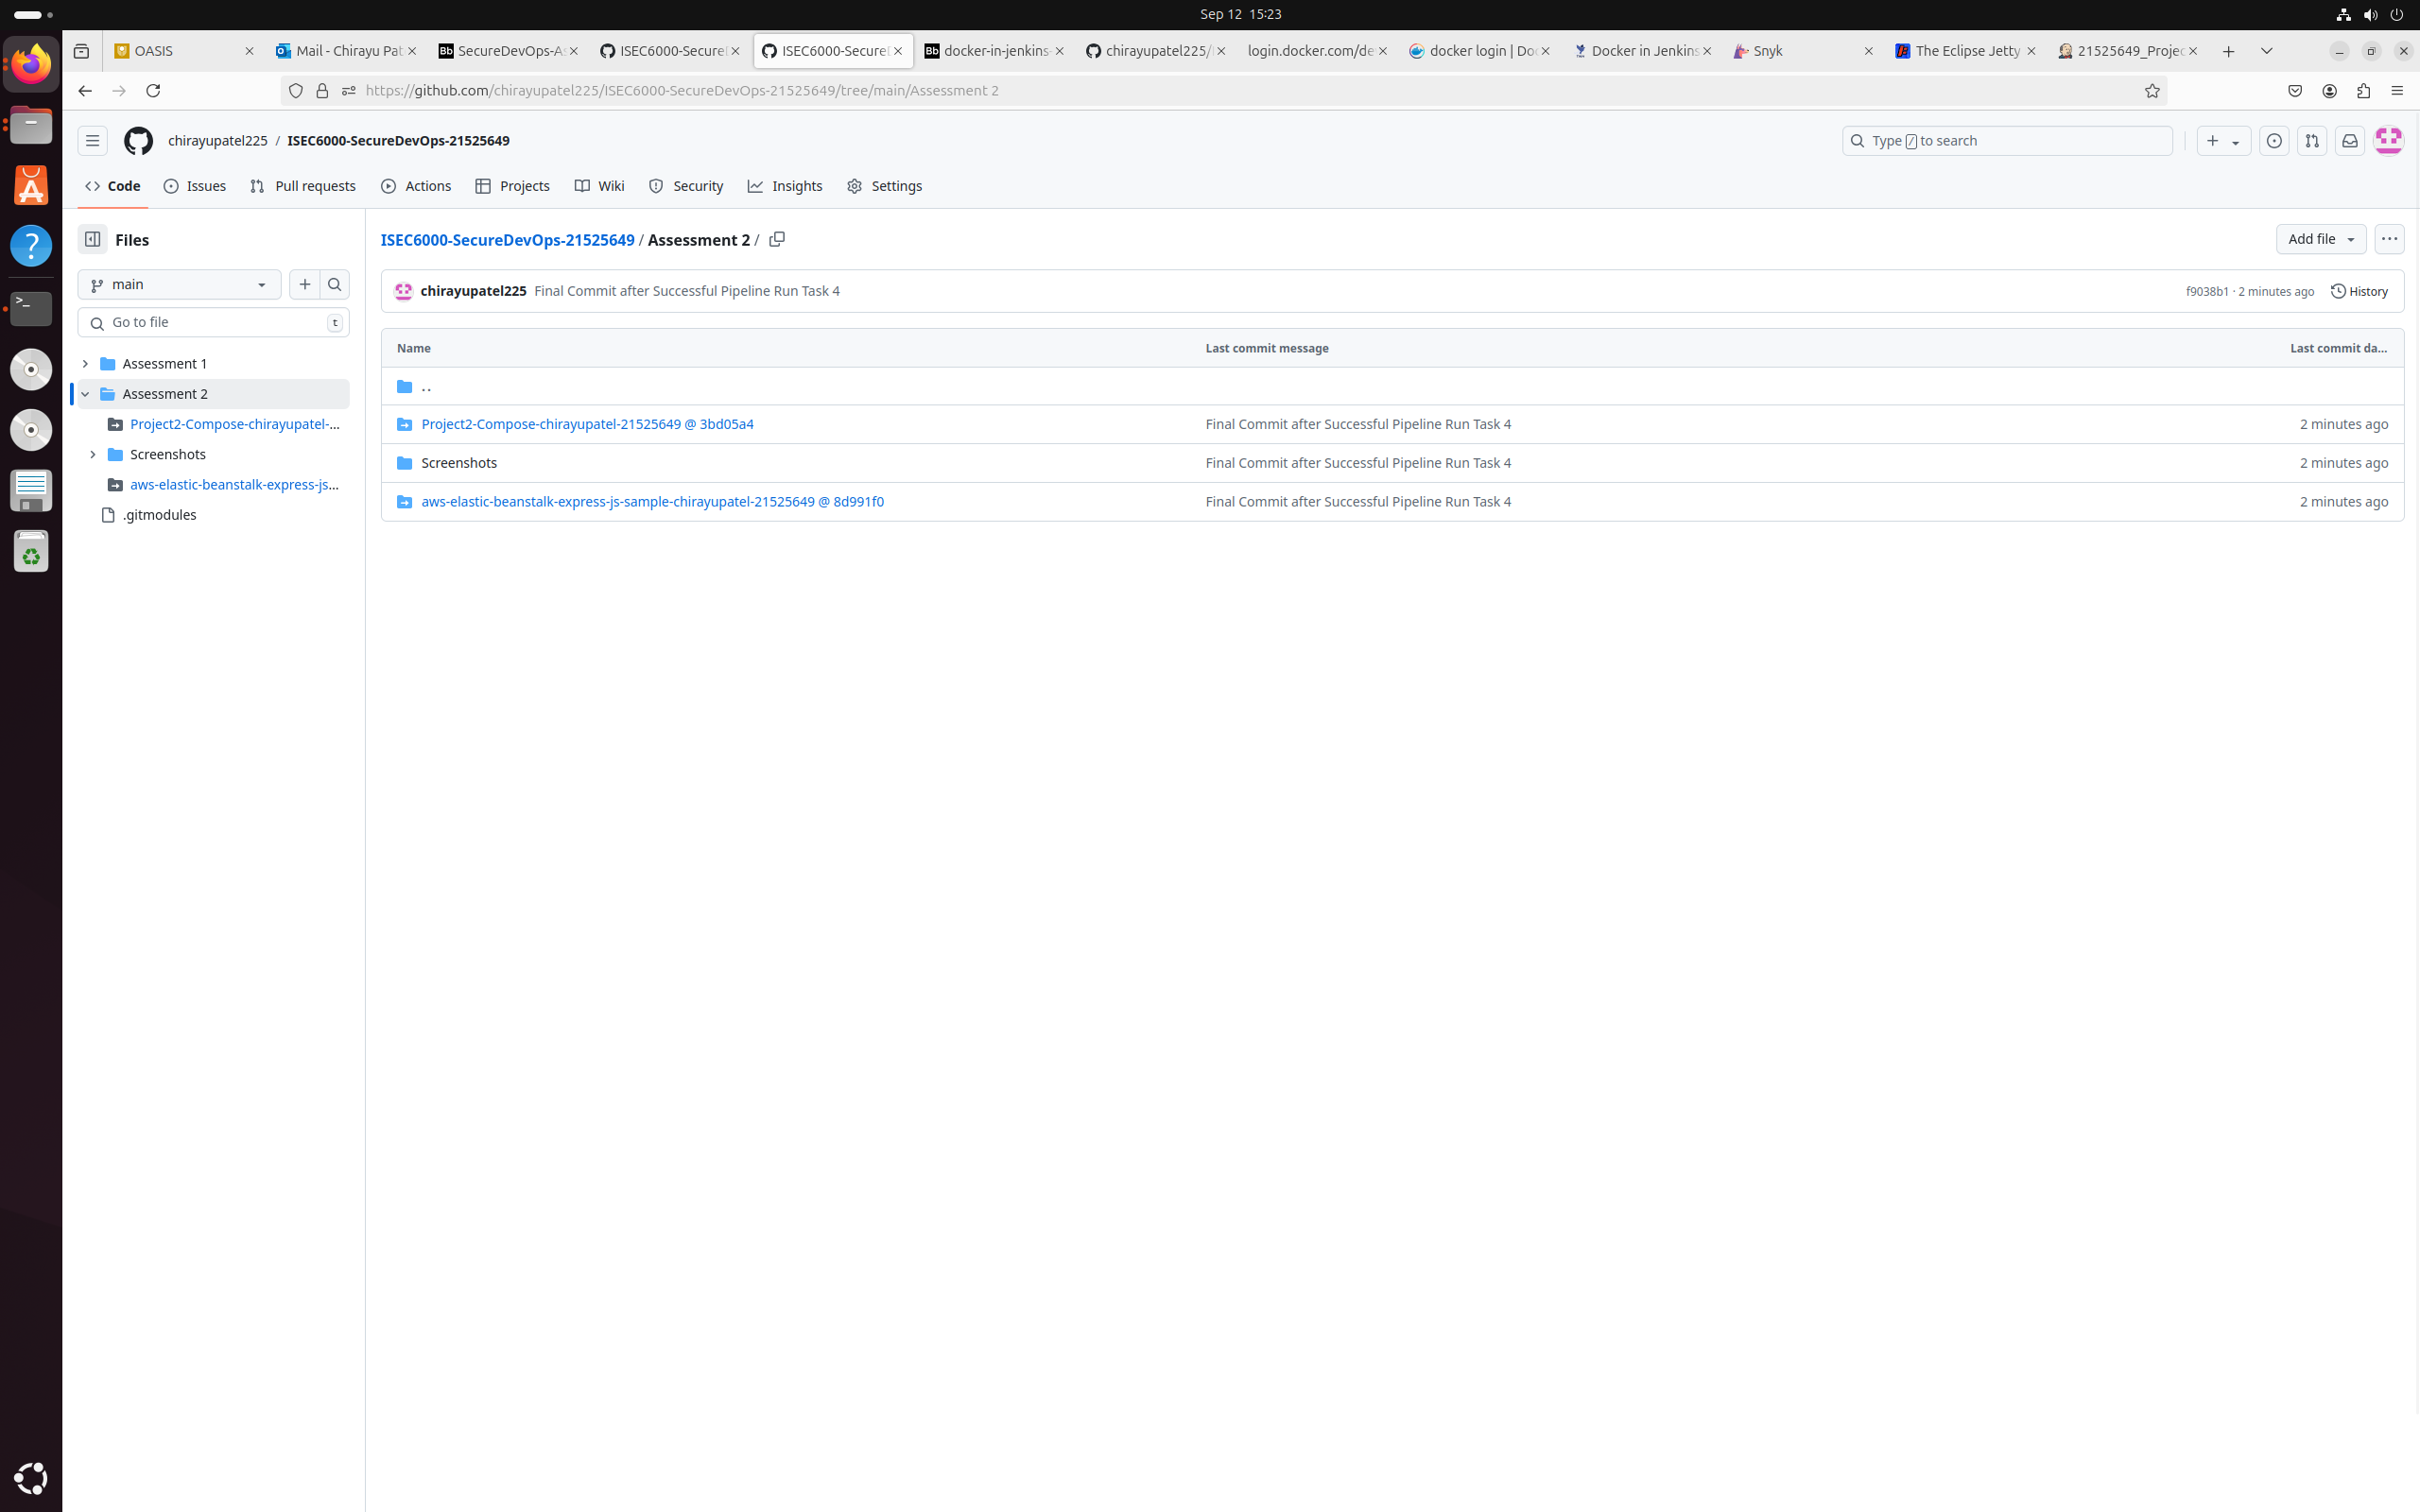 Sep 12 15:23
OASIS
Mail - Chirayu Pat
SecureDevOps-As
ISEC6000-SecureD
ISEC6000-SecureD
docker-in-jenkins-
chirayupatel225/
login.docker.com/de
docker login | Doc
Docker in Jenkins
Snyk
The Eclipse Jetty
21525649_Projec
https://github.com/chirayupatel225/ISEC6000-SecureDevOps-21525649/tree/main/Assessment 2
chirayupatel225 / ISEC6000-SecureDevOps-21525649
Type / to search
Code Issues Pull requests Actions Projects Wiki Security Insights Settings
Files
ISEC6000-SecureDevOps-21525649 / Assessment 2 /
Add file
main
chirayupatel225 Final Commit after Successful Pipeline Run Task 4
f9038b1 · 2 minutes ago History
Go to file t
Name Last commit message Last commit da...
Assessment 1
Assessment 2
Project2-Compose-chirayupatel-...
Screenshots
aws-elastic-beanstalk-express-js...
.gitmodules
..
Project2-Compose-chirayupatel-21525649 @ 3bd05a4 Final Commit after Successful Pipeline Run Task 4 2 minutes ago
Screenshots Final Commit after Successful Pipeline Run Task 4 2 minutes ago
aws-elastic-beanstalk-express-js-sample-chirayupatel-21525649 @ 8d991f0 Final Commit after Successful Pipeline Run Task 4 2 minutes ago